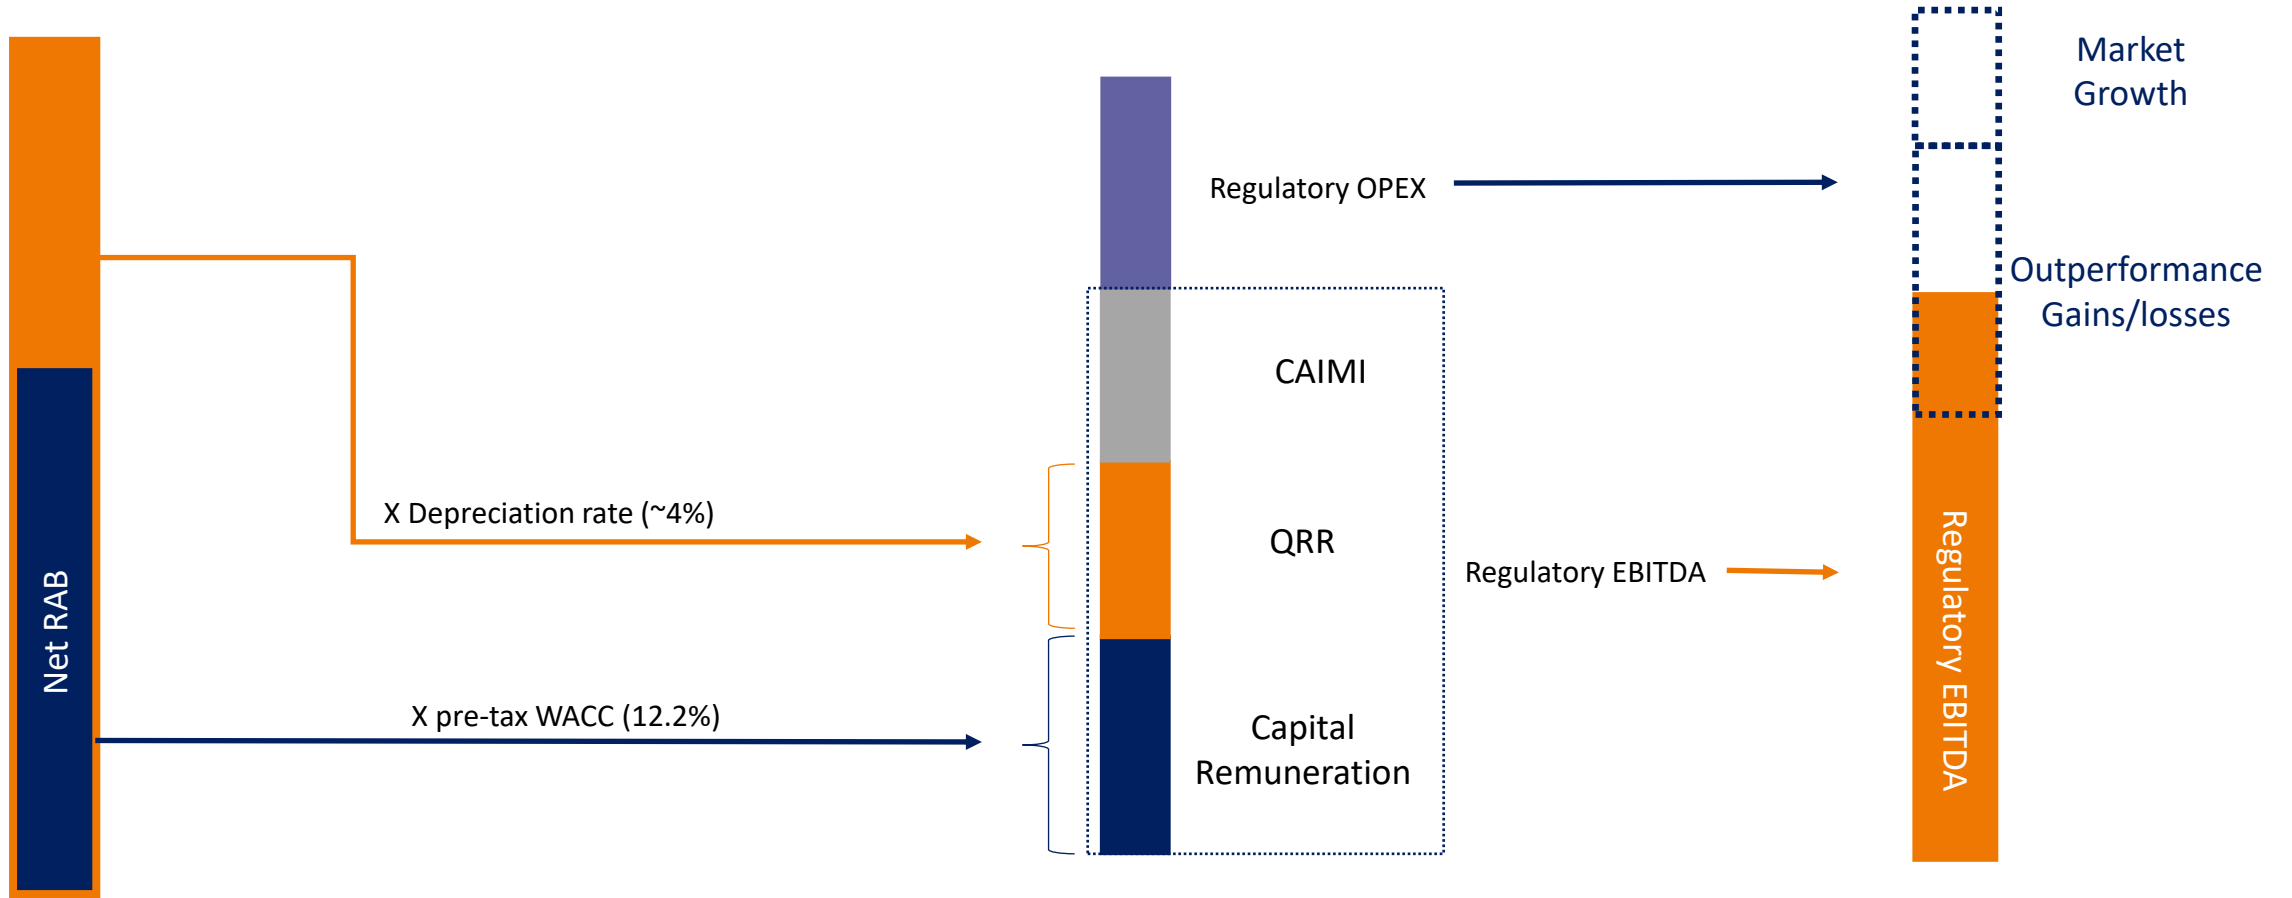 Net RAB
X Depreciation rate (~4%)
X pre-tax WACC (12.2%)
Regulatory OPEX
CAIMI
QRR
Capital
Remuneration
Regulatory EBITDA
Market
Growth
Outperformance
Gains/losses
Regulatory EBITDA